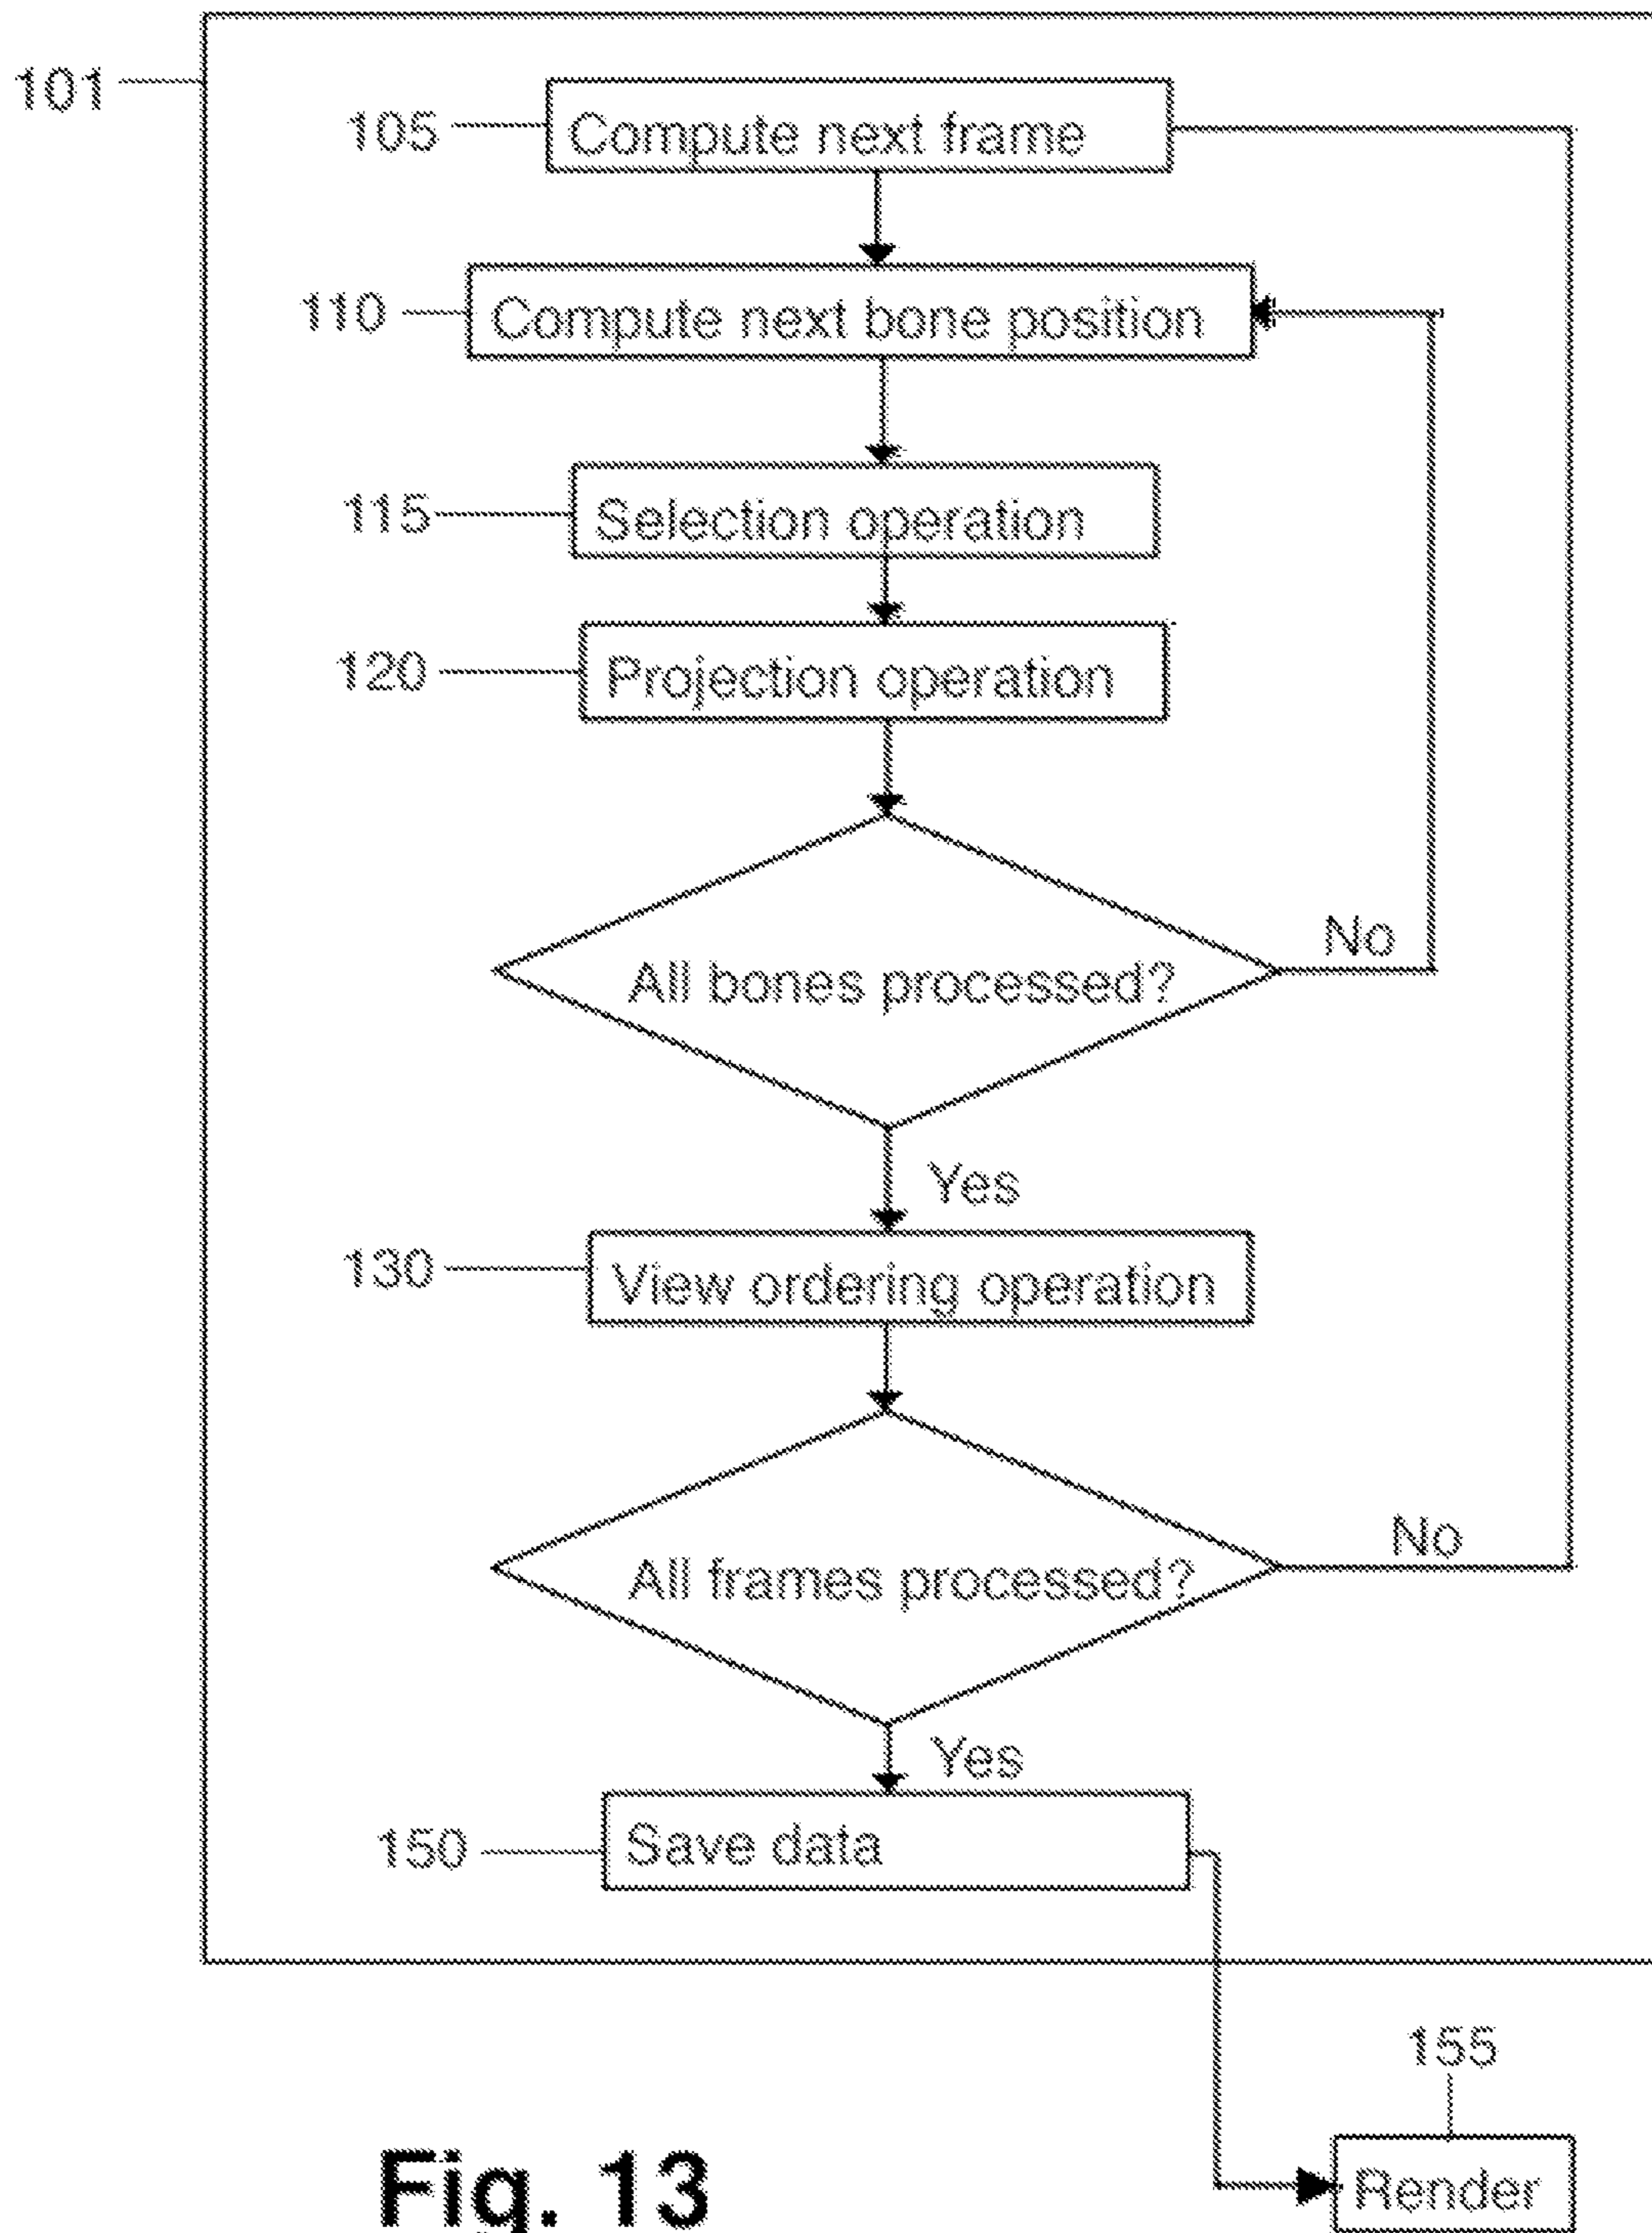 101
105 Compute next frame
110 Compute next bone position
115 Selection operation
120 Projection operation
All bones processed?
No
Yes
130 View ordering operation
All frames processed?
No
Yes
150 Save data
155
Render
Fig. 13